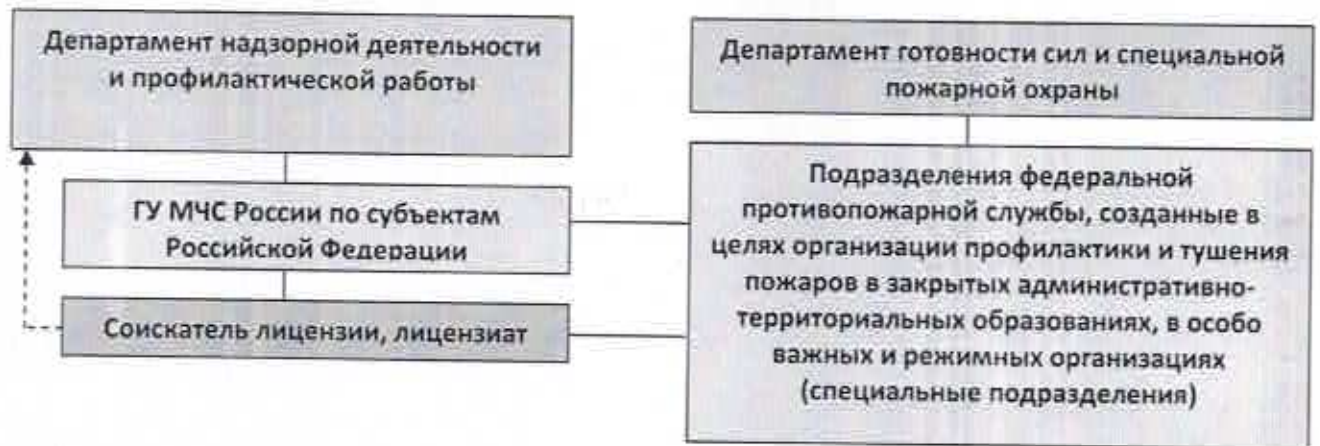 Департамент надзорной деятельности
и профилактической работы
Департамент готовности сил и специальной
пожарной охраны
ГУ МЧС России по субъектам
Российской Федерации
Соискатель лицензии, лицензиат
Подразделения федеральной
противопожарной службы, созданные в
целях организации профилактики и тушения
пожаров в закрытых административно-
территориальных образованиях, в особо
важных и режимных организациях
(специальные подразделения)